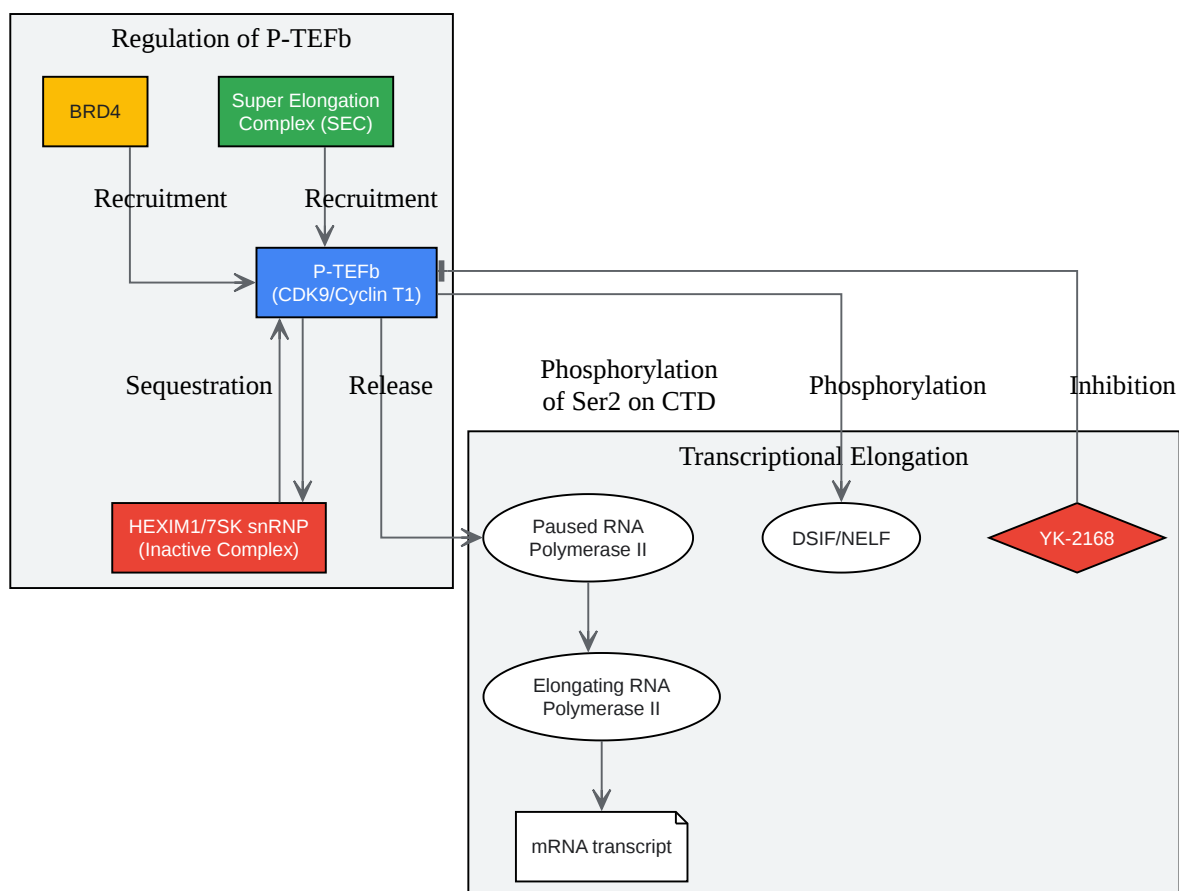 Regulation of P-TEFb
BRD4
Super Elongation
Complex (SEC)
Recruitment
Recruitment
P-TEFb
(CDK9/Cyclin T1)
Sequestration
Release
Phosphorylation
of Ser2 on CTD
Phosphorylation
Inhibition
Transcriptional Elongation
HEXIM1/7SK snRNP
(Inactive Complex)
Paused RNA
Polymerase II
DSIF/NELF
YK-2168
Elongating RNA
Polymerase II
mRNA transcript